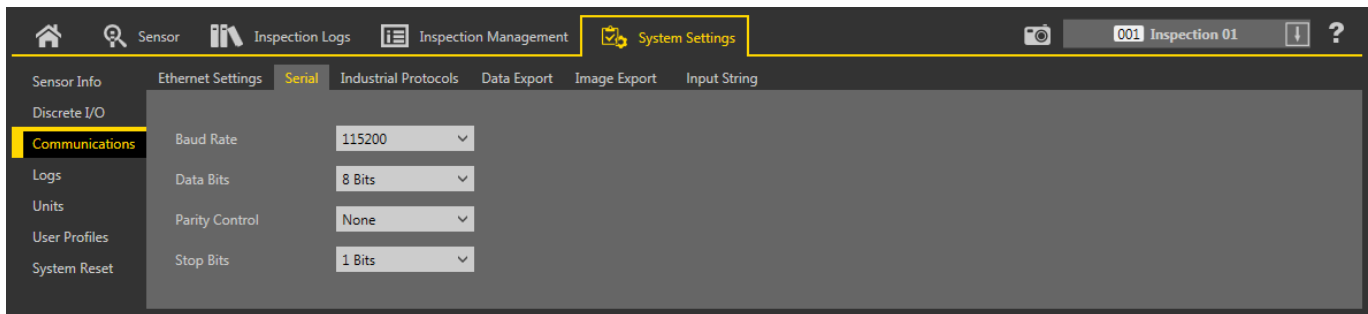 Sensor Inspection Logs Inspection Management System Settings 001 Inspection 01 ?
Sensor Info
Discrete I/O
Communications
Logs
Units
User Profiles
System Reset
Ethernet Settings Serial Industrial Protocols Data Export Image Export Input String
Baud Rate 115200
Data Bits 8 Bits
Parity Control None
Stop Bits 1 Bits